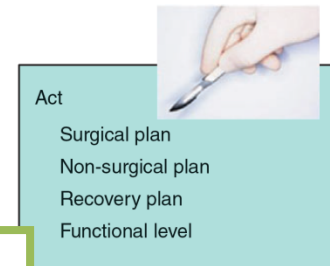 Act
Surgical plan
Non-surgical plan
Recovery plan
Functional level